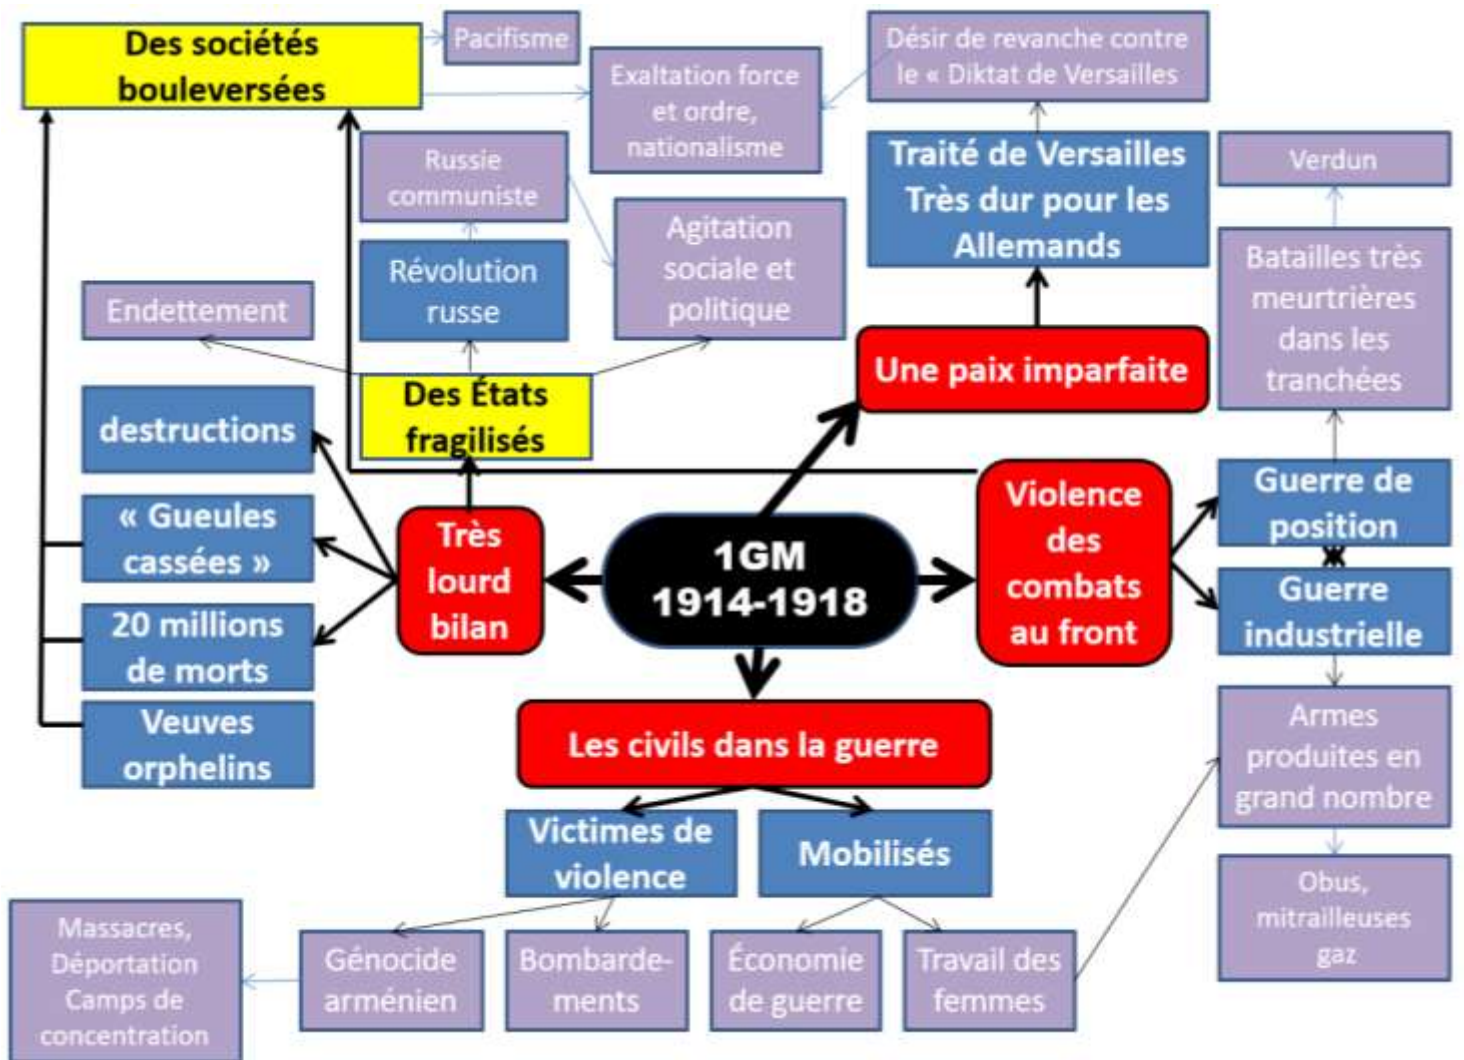 Des sociétés
bouleversées
Pacifisme
Exaltation force
et ordre,
nationalisme
Désir de revanche contre
le « Diktat de Versailles
Traité de Versailles
Très dur pour les
Allemands
Verdun
Russie
communiste
Agitation
sociale et
politique
Révolution
russe
Batailles très
meurtrières
dans les
tranchées
Endettement
Une paix imparfaite
Des États
fragilisés
destructions
« Gueules
cassées »
20 millions
de morts
Veuves
orphelins
Très
lourd
bilan
1GM
1914-1918
Violence
des
combats
au front
Guerre de
position
Guerre
industrielle
Armes
produites en
grand nombre
Obus,
mitrailleuses
gaz
Les civils dans la guerre
Victimes de
violence
Mobilisés
Massacres,
Déportation
Camps de
concentration
Génocide
arménien
Bombarde-
ments
Économie
de guerre
Travail des
femmes